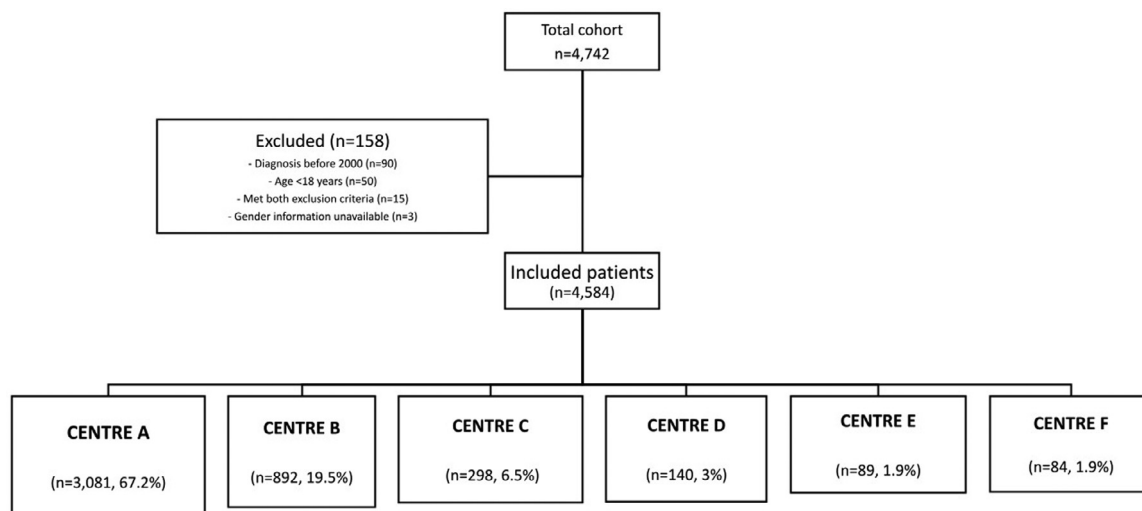 Total cohort
n=4,742
Excluded (n=158)
- Diagnosis before 2000 (n=90)
- Age <18 years (n=50)
- Met both exclusion criteria (n=15)
- Gender information unavailable (n=3)
Included patients
(n=4,584)
CENTRE A
(n=3,081, 67.2%)
CENTRE B
(n=892, 19.5%)
CENTRE C
(n=298, 6.5%)
CENTRE D
(n=140, 3%)
CENTRE E
(n=89, 1.9%)
CENTRE F
(n=84, 1.9%)